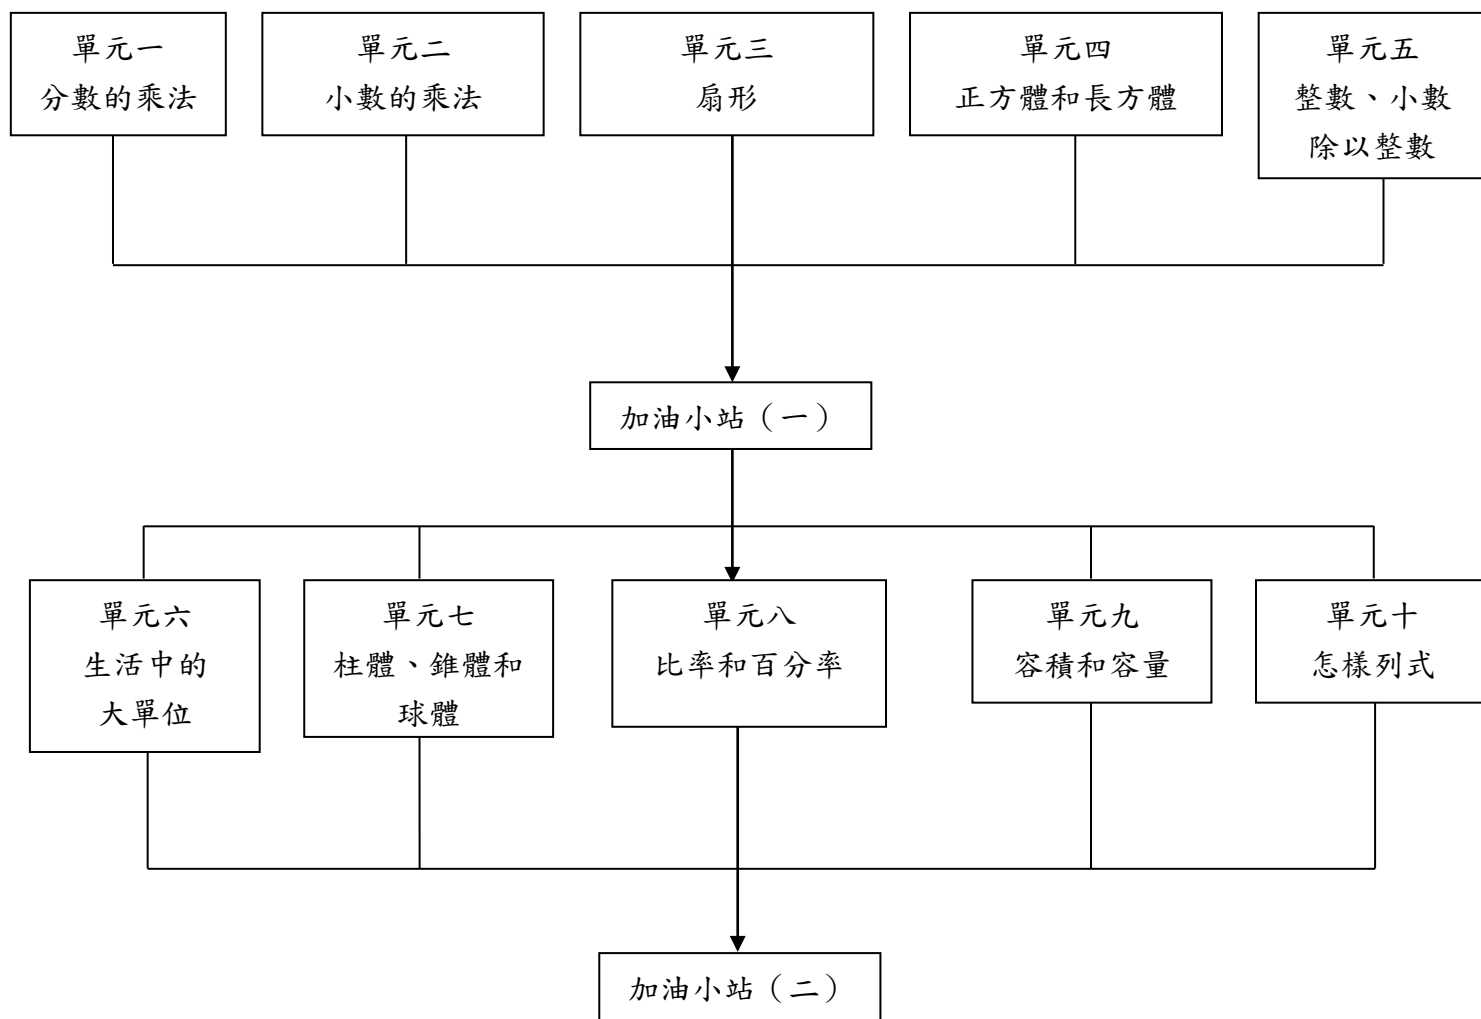 單元一
分數的乘法
單元二
小數的乘法
單元三
扇形
單元四
正方體和長方體
單元五
整數、小數
除以整數
加油小站（一）
單元六
生活中的
大單位
單元七
柱體、錐體和
球體
單元八
比率和百分率
單元九
容積和容量
單元十
怎樣列式
加油小站（二）